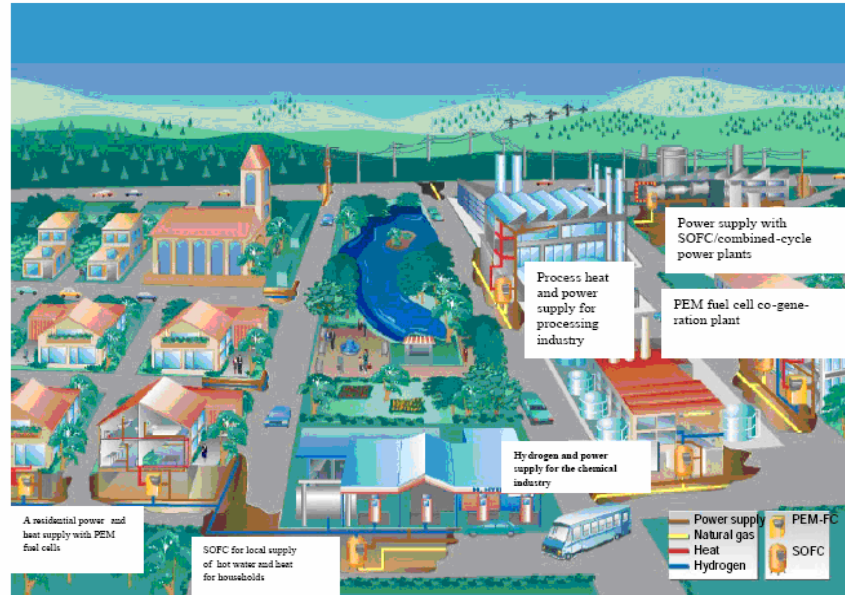 Power supply with
SOFC/combined-cycle
power plants
Process heat
and power
supply for
processing
industry
PEM fuel cell co-gene-
ration plant
Hydrogen and power
supply for the chemical
industry
A residential power and
heat supply with PEM
fuel cells
SOFC for local supply
of hot water and heat
for households
Power supply
Natural gas
Heat
Hydrogen
PEM-FC
SOFC